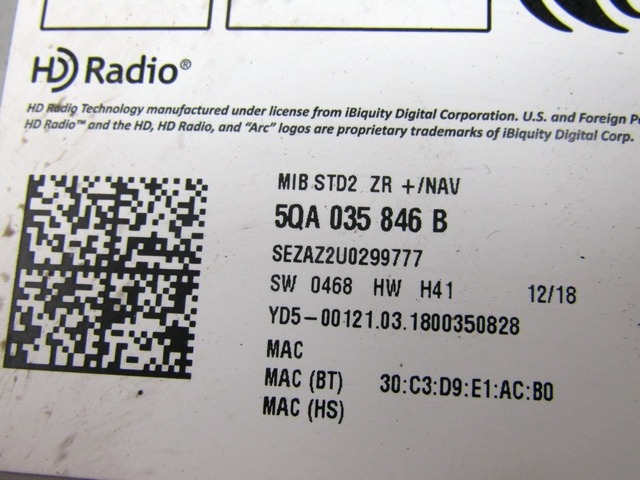 HD Radio®
HD Radio Technology manufactured under license from iBiquity Digital Corporation. U.S. and Foreign
HD Radio™ and the HD, HD Radio, and “Arc” logos are proprietary trademarks of iBiquity Digital Corp.
MIB STD2 ZR +/NAV
5QA 035 846 B
SEZAZ2U0299777
SW 0468 HW H41 12/18
YD5-00121.03.1800350828
MAC
MAC (BT) 30:C3:D9:E1:AC:B0
MAC (HS)